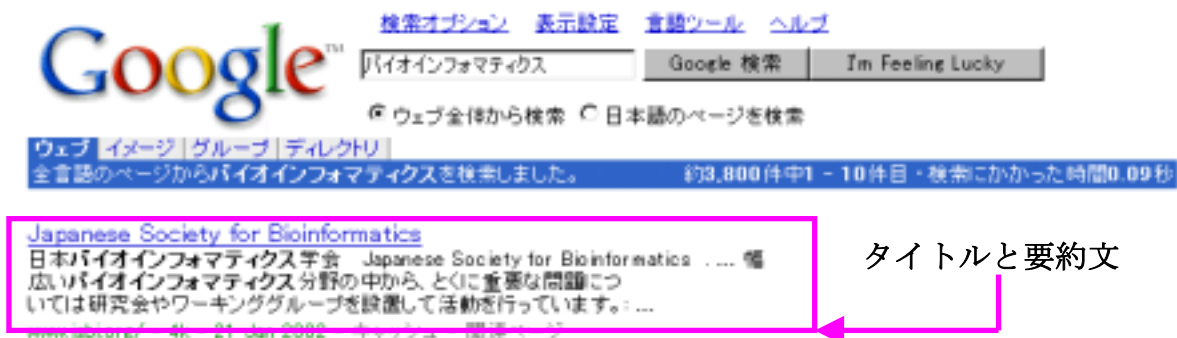 Google™
検索オプション 表示設定 言語ツール ヘルプ
バイオインフォマティクス Google 検索 I'm Feeling Lucky
ウェブ全体から検索 日本語のページを検索
ウェブ イメージ グループ ディレクトリ
全言語のページからバイオインフォマティクスを検索しました。 約3,800件中1 - 10件目・検索にかかった時間0.09秒
Japanese Society for Bioinformatics
日本バイオインフォマティクス学会 Japanese Society for Bioinformatics . .... 幅
広いバイオインフォマティクス分野の中から、とくに重要な問題につ
いては研究会やワーキンググループを設置して活動を行っています。: ...
タイトルと要約文
21 Jan 2002